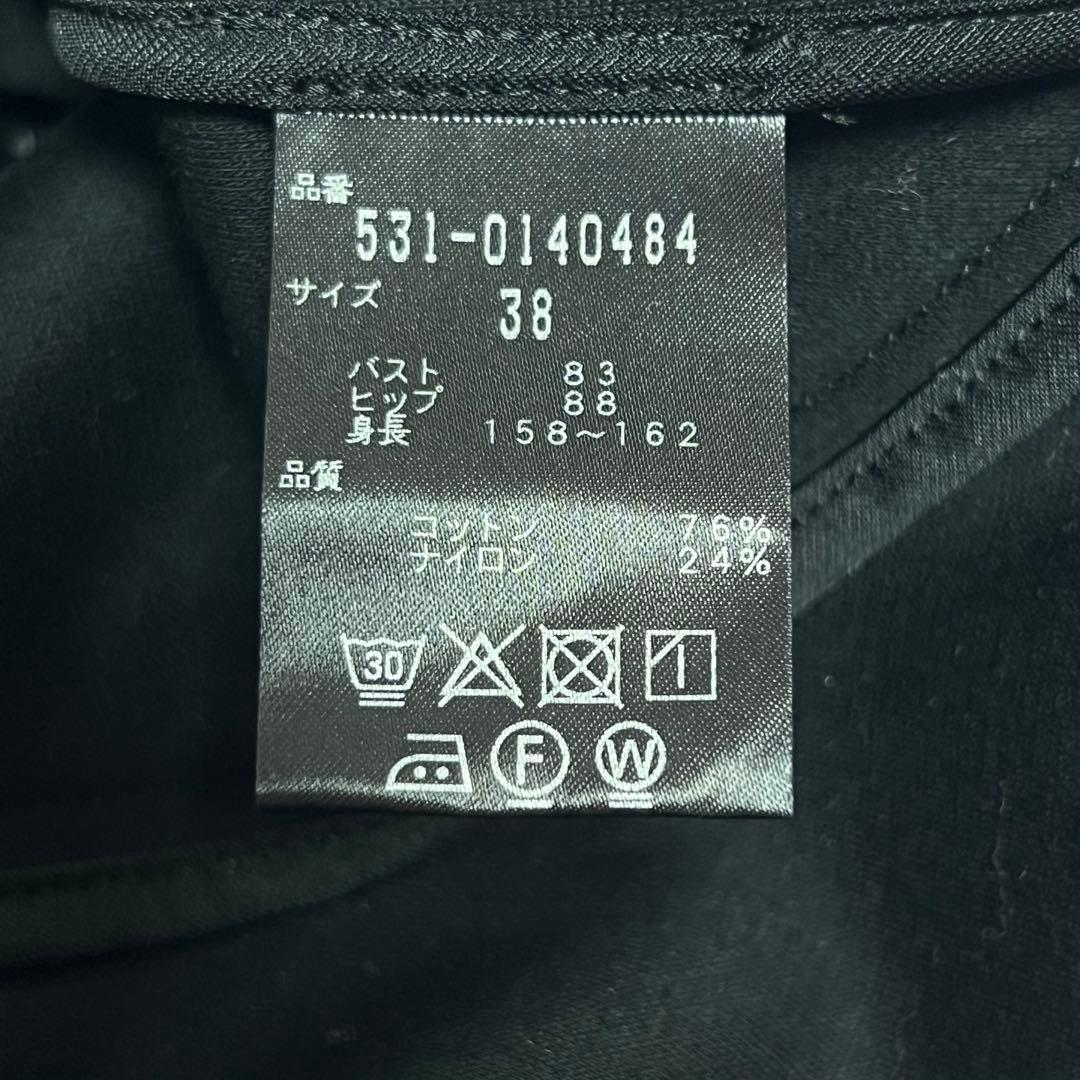 品番
531-0140484
サイズ 38
バスト 83
ヒップ 88
身長 158～162
品質
コットン 76%
ナイロン 24%
30
F W